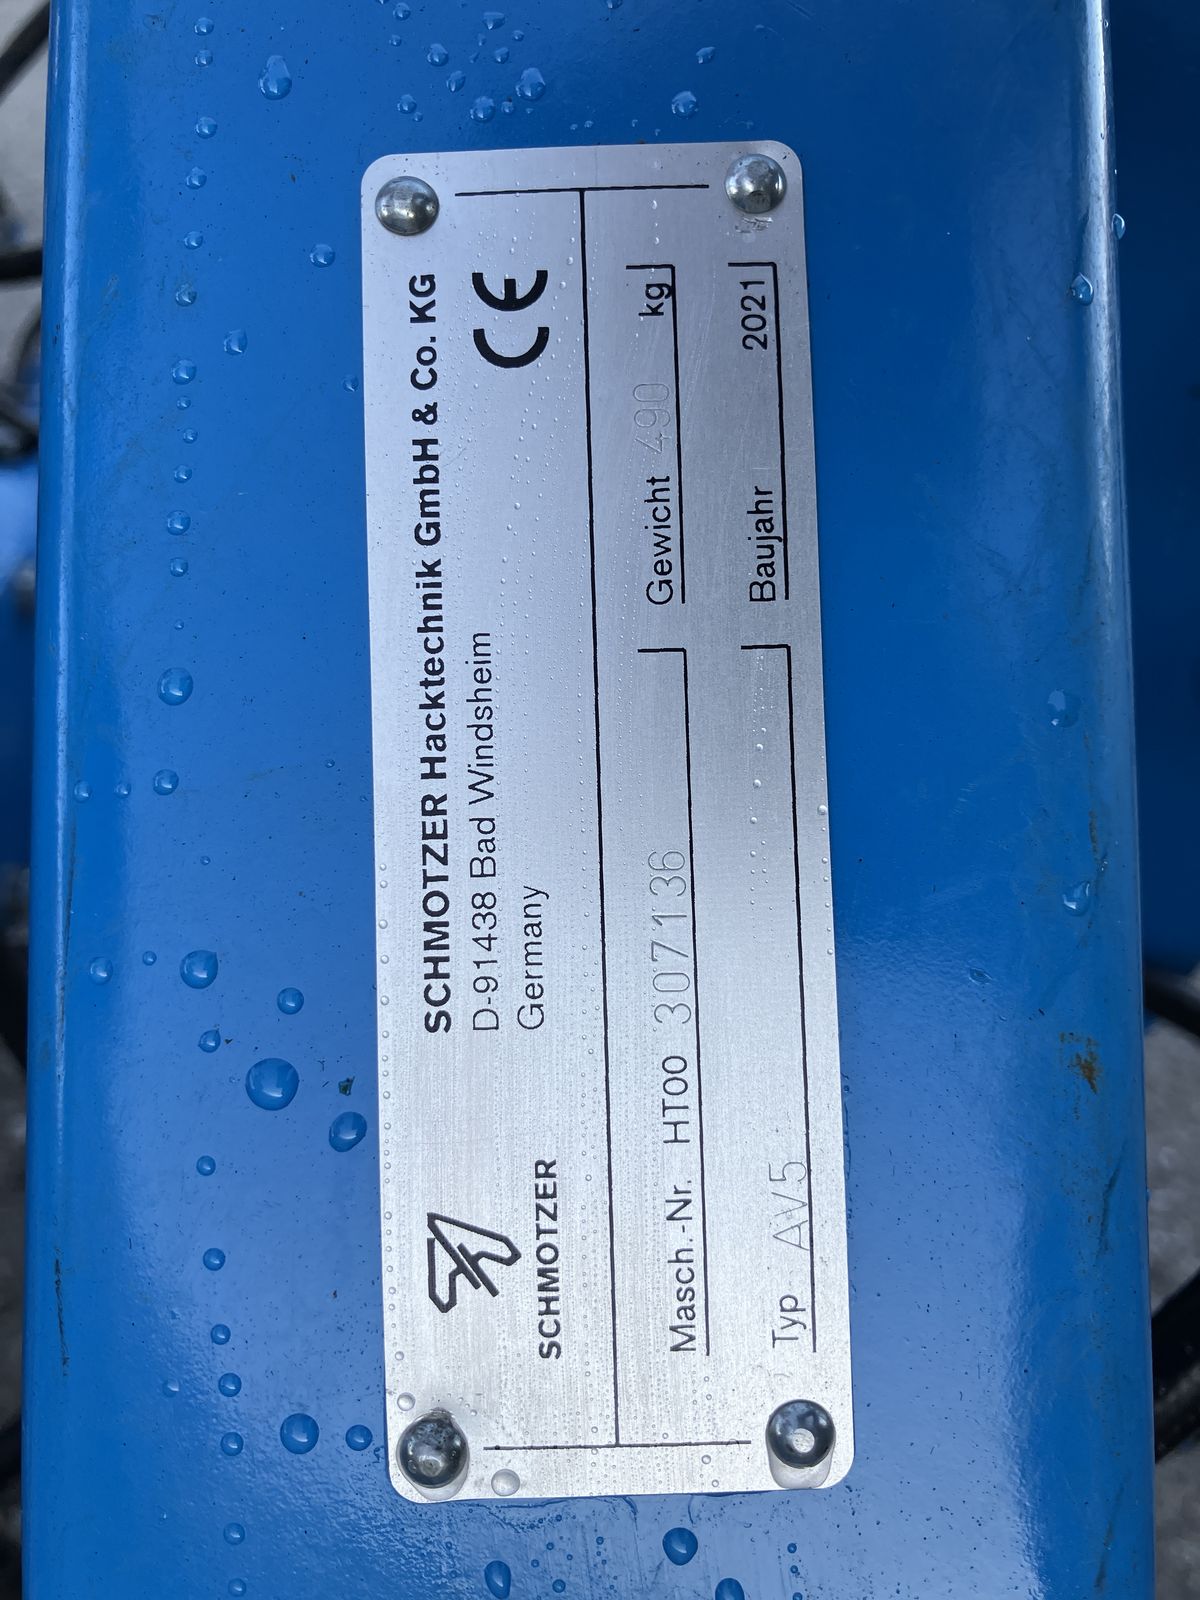 SCHMOTZER Hacktechnik GmbH & Co. KG
D-91438 Bad Windsheim
Germany
CE
SCHMOTZER
Masch.-Nr. HT00 307136
Gewicht 490 kg
Typ AV5
Baujahr 2021